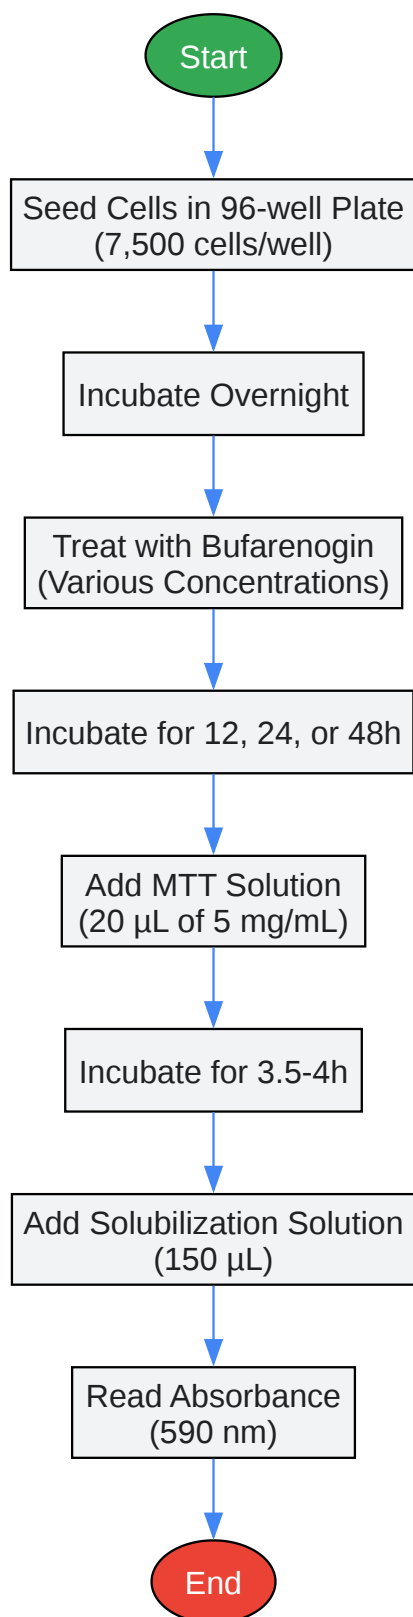 Start
Seed Cells in 96-well Plate
(7,500 cells/well)
Incubate Overnight
Treat with Bufarenogin
(Various Concentrations)
Incubate for 12, 24, or 48h
Add MTT Solution
(20 µL of 5 mg/mL)
Incubate for 3.5-4h
Add Solubilization Solution
(150 µL)
Read Absorbance
(590 nm)
End